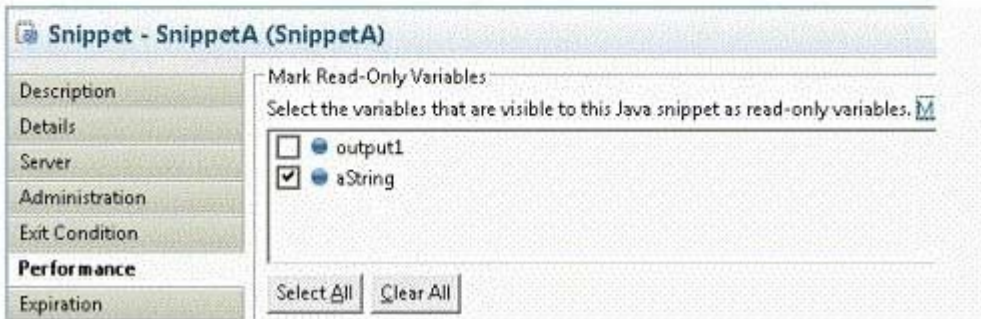 Snippet - SnippetA (SnippetA)
Description
Details
Server
Administration
Exit Condition
Performance
Expiration
Mark Read-Only Variables
Select the variables that are visible to this Java snippet as read-only variables. M
output1
aString
Select All
Clear All